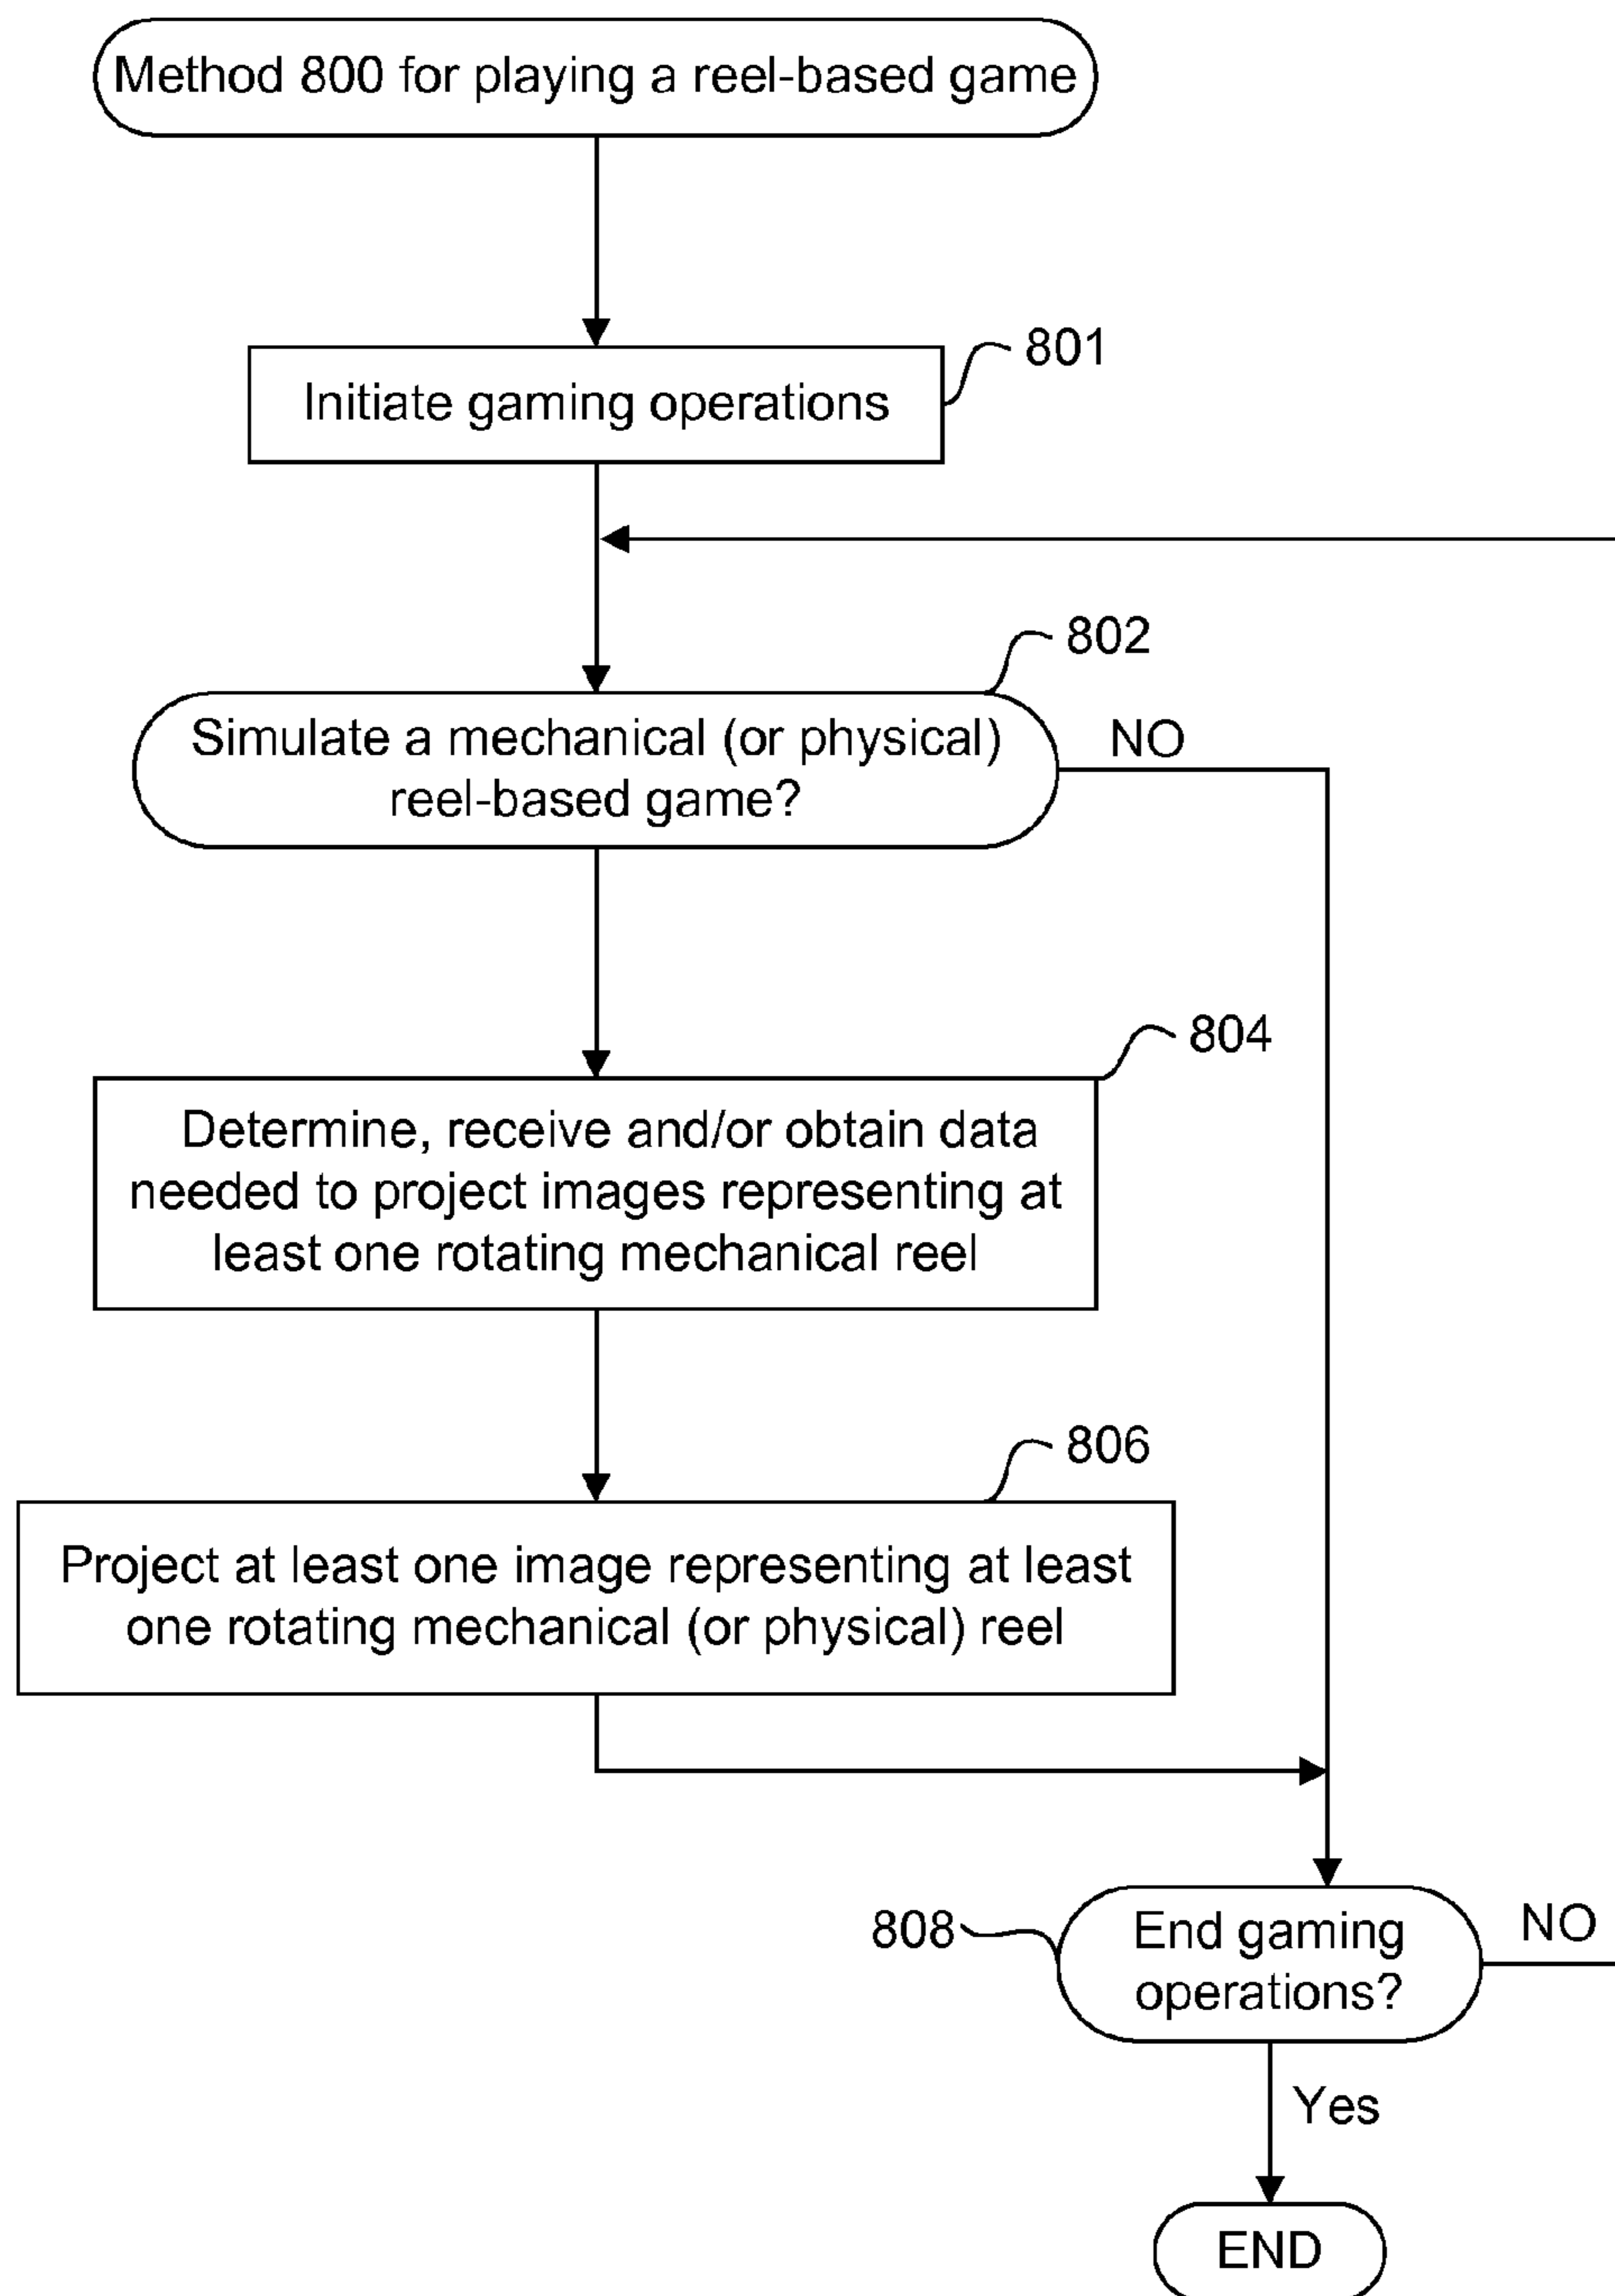 Method 800 for playing a reel-based game
801
Initiate gaming operations
802
Simulate a mechanical (or physical)
reel-based game?
NO
804
Determine, receive and/or obtain data
needed to project images representing at
least one rotating mechanical reel
806
Project at least one image representing at least
one rotating mechanical (or physical) reel
808
End gaming
operations?
NO
Yes
END